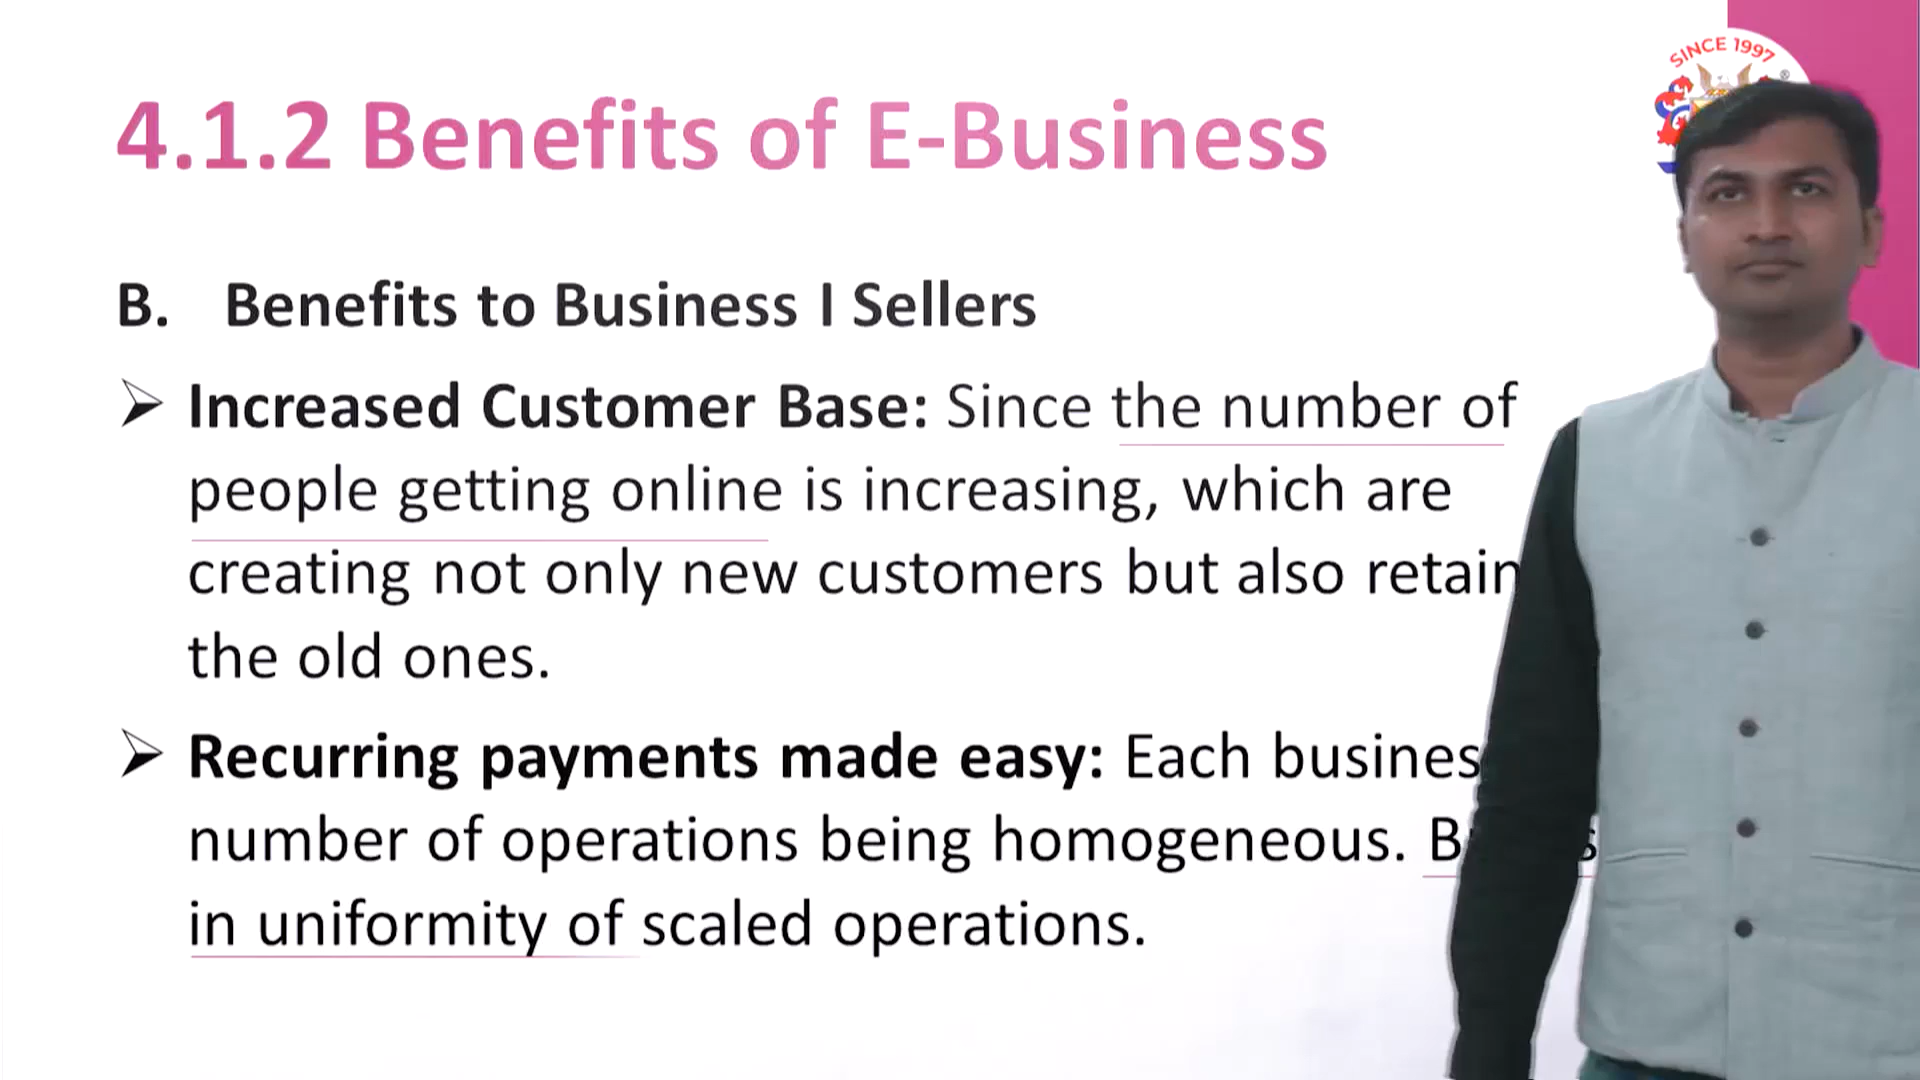 SINCE 1997
®
4.1.2 Benefits of E-Business
B. Benefits to Business I Sellers
➢ Increased Customer Base: Since the number of
people getting online is increasing, which are
creating not only new customers but also retain
the old ones.
➢ Recurring payments made easy: Each
number of operations being homogeneous.
in uniformity of scaled operations.